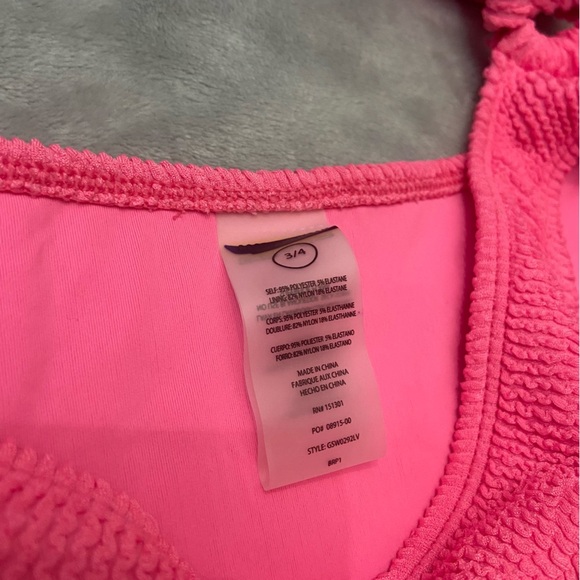 3/4
SELF: 95% POLYESTER 5% ELASTANE
LINING: 82% NYLON 18% ELASTANE
CORPS: 95% POLYESTER 5% ELASTHANNE
DOUBLURE: 82% NYLON 18% ELASTHANNE
CUERPO: 95% POLYESTER 5% ELASTANO
FORRO: 82% NYLON 18% ELASTANO
MADE IN CHINA
FABRIQUE AUX CHINA
HECHO EN CHINA
RN# 151301
PO# 08915-00
STYLE: GSW0292LV
BRP1